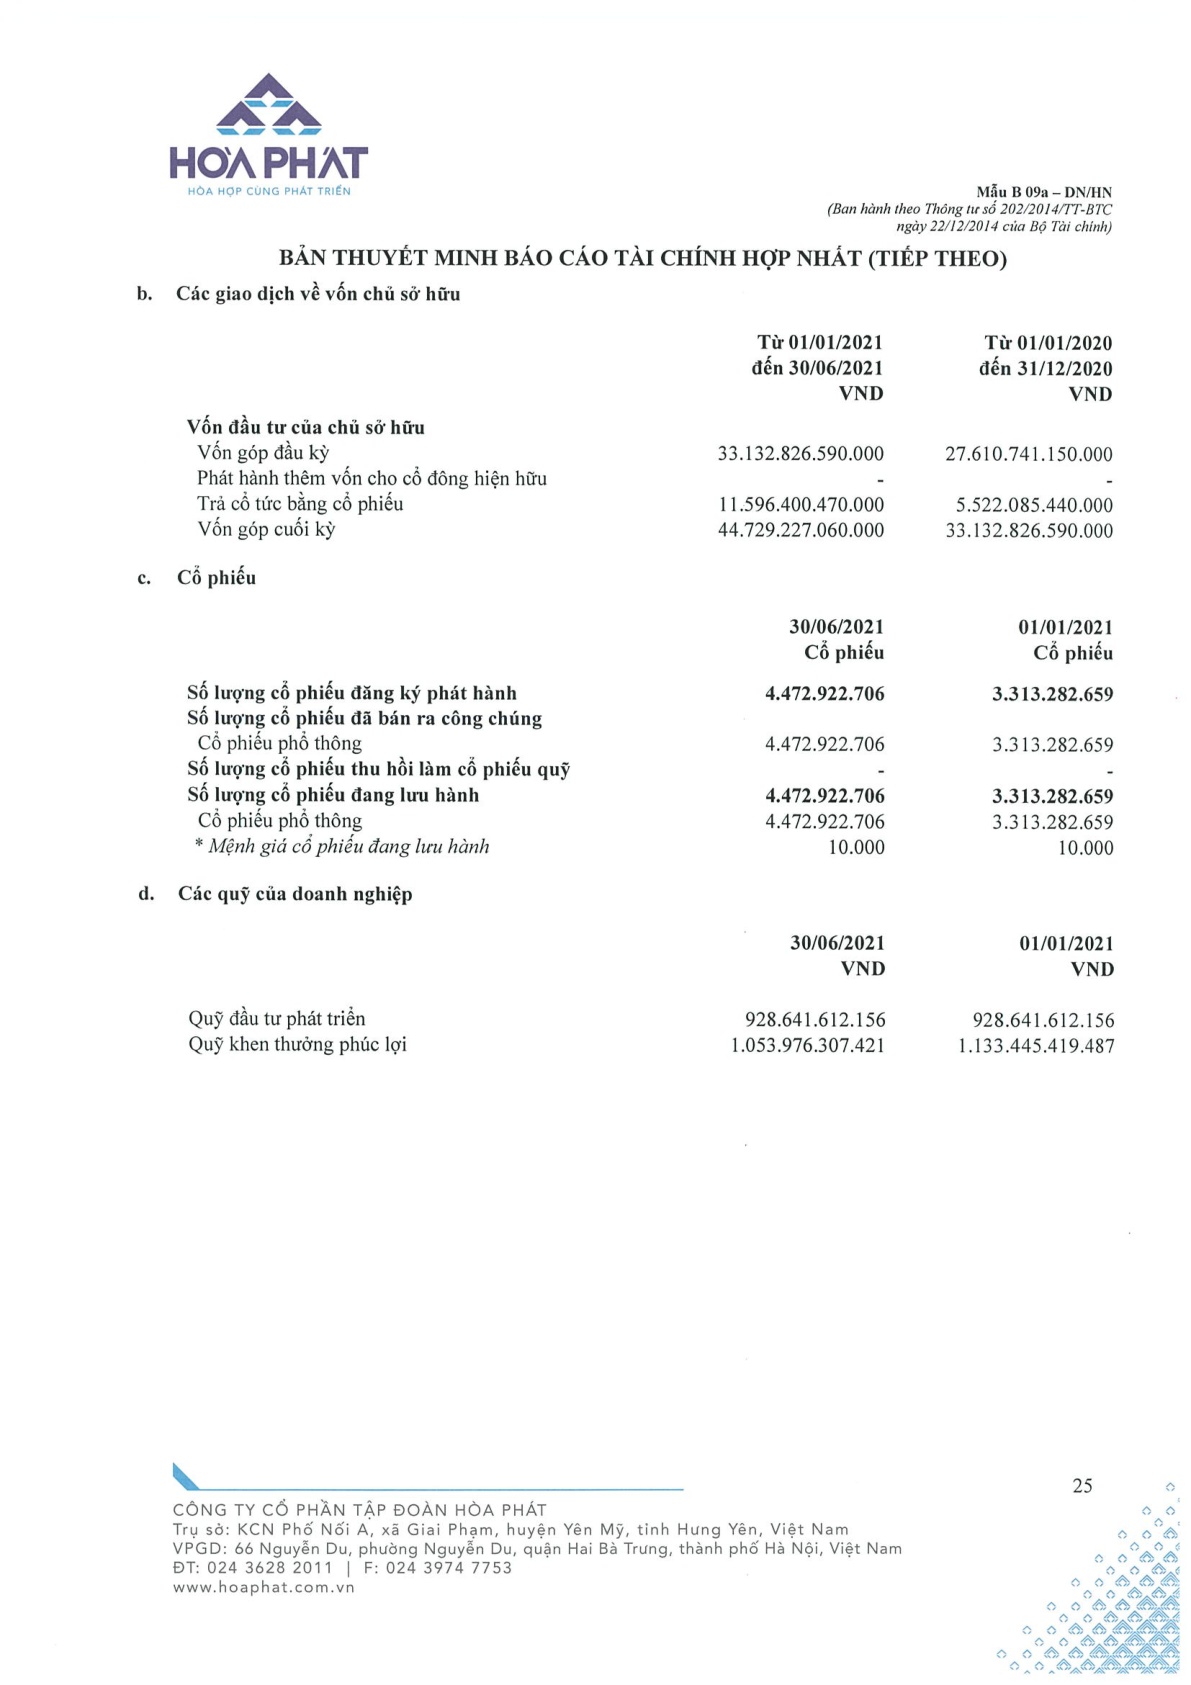 HÒA PHÁT
HÒA HỢP CÙNG PHÁT TRIỂN
Mẫu B 09a – DN/HN
(Ban hành theo Thông tư số 202/2014/TT-BTC
ngày 22/12/2014 của Bộ Tài chính)
BẢN THUYẾT MINH BÁO CÁO TÀI CHÍNH HỢP NHẤT (TIẾP THEO)
b. Các giao dịch về vốn chủ sở hữu
Từ 01/01/2021 Từ 01/01/2020
đến 30/06/2021 đến 31/12/2020
VND VND
Vốn đầu tư của chủ sở hữu
Vốn góp đầu kỳ 33.132.826.590.000 27.610.741.150.000
Phát hành thêm vốn cho cổ đông hiện hữu - -
Trả cổ tức bằng cổ phiếu 11.596.400.470.000 5.522.085.440.000
Vốn góp cuối kỳ 44.729.227.060.000 33.132.826.590.000
c. Cổ phiếu
30/06/2021 01/01/2021
Cổ phiếu Cổ phiếu
Số lượng cổ phiếu đăng ký phát hành 4.472.922.706 3.313.282.659
Số lượng cổ phiếu đã bán ra công chúng
Cổ phiếu phổ thông 4.472.922.706 3.313.282.659
Số lượng cổ phiếu thu hồi làm cổ phiếu quỹ - -
Số lượng cổ phiếu đang lưu hành 4.472.922.706 3.313.282.659
Cổ phiếu phổ thông 4.472.922.706 3.313.282.659
* Mệnh giá cổ phiếu đang lưu hành 10.000 10.000
d. Các quỹ của doanh nghiệp
30/06/2021 01/01/2021
VND VND
Quỹ đầu tư phát triển 928.641.612.156 928.641.612.156
Quỹ khen thưởng phúc lợi 1.053.976.307.421 1.133.445.419.487
25
CÔNG TY CỔ PHẦN TẬP ĐOÀN HÒA PHÁT
Trụ sở: KCN Phố Nối A, xã Giai Phạm, huyện Yên Mỹ, tỉnh Hưng Yên, Việt Nam
VPGD: 66 Nguyễn Du, phường Nguyễn Du, quận Hai Bà Trưng, thành phố Hà Nội, Việt Nam
ĐT: 024 3628 2011 | F: 024 3974 7753
www.hoaphat.com.vn